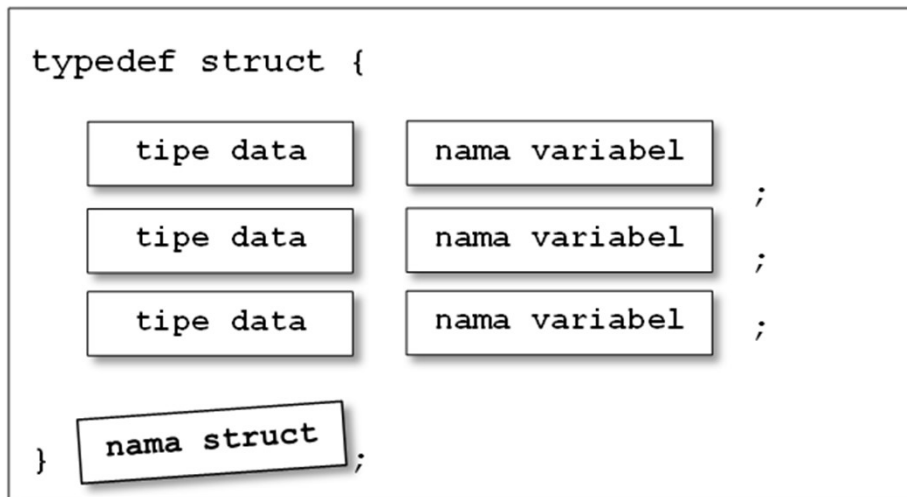 typedef struct {
tipe data nama variabel ;
tipe data nama variabel ;
tipe data nama variabel ;
} nama struct ;